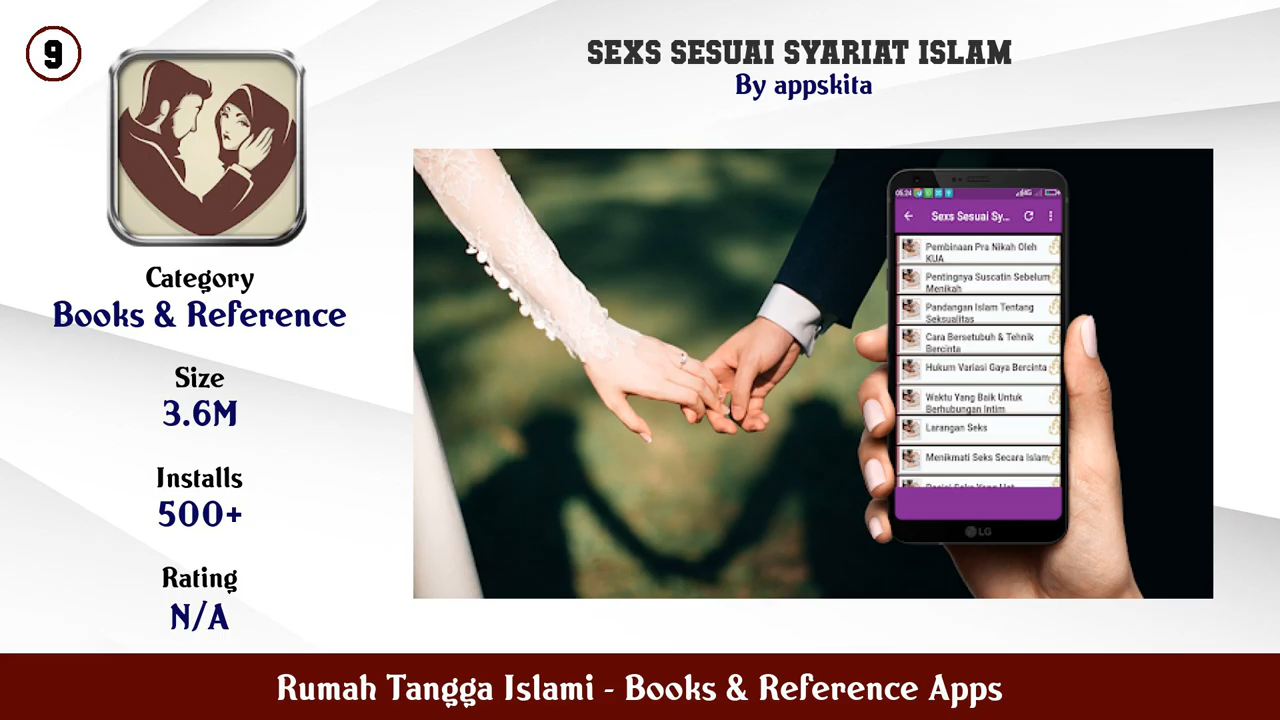 9
SEXS SESUAI SYARIAT ISLAM
By appskita
Category
Books & Reference
Size
3.6M
Installs
500+
Rating
N/A
05.24
4G
Sexs Sesuai Sy...
Pembinaan Pra Nikah Oleh
KUA
Pentingnya Suscatin Sebelum
Menikah
Pandangan Islam Tentang
Seksualitas
Cara Bersetubuh & Tehnik
Bercinta
Hukum Variasi Gaya Bercinta
Waktu Yang Baik Untuk
Berhubungan Intim
Larangan Seks
Menikmati Seks Secara Islam
LG
Rumah Tangga Islami - Books & Reference Apps